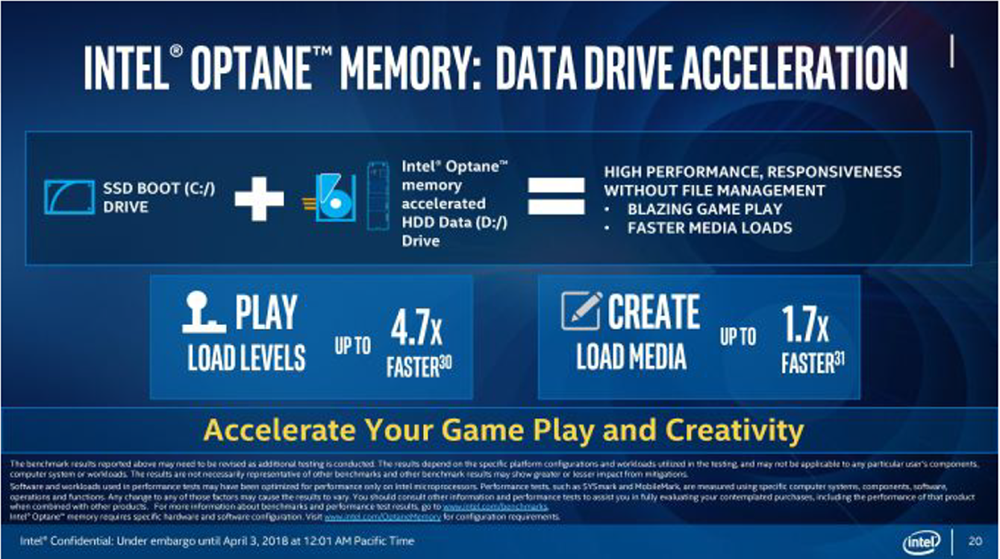 INTEL® OPTANE™ MEMORY: DATA DRIVE ACCELERATION
SSD BOOT (C:/)
DRIVE
Intel® Optane™
memory
accelerated
HDD Data (D:/)
Drive
HIGH PERFORMANCE, RESPONSIVENESS
WITHOUT FILE MANAGEMENT
• BLAZING GAME PLAY
• FASTER MEDIA LOADS
PLAY
LOAD LEVELS
UP TO
4.7X
FASTER30
CREATE
LOAD MEDIA
UP TO
1.7X
FASTER31
Accelerate Your Game Play and Creativity
The benchmark results reported above may need to be revised as additional testing is conducted. The results depend on the specific platform configurations and workloads utilized in the testing, and may not be applicable to any particular user's components,
computer system or workloads. The results are not necessarily representative of other benchmarks and other benchmark results may show greater or lesser impact from mitigations.
Software and workloads used in performance tests may have been optimized for performance only on Intel microprocessors. Performance tests, such as SYSmark and MobileMark, are measured using specific computer systems, components, software,
operations and functions. Any change to any of those factors may cause the results to vary. You should consult other information and performance tests to assist you in fully evaluating your contemplated purchases, including the performance of that product
when combined with other products. For more information about benchmarks and performance test results, go to www.intel.com/benchmarks.
Intel® Optane™ memory requires specific hardware and software configuration. Visit www.intel.com/OptaneMemory for configuration requirements.
Intel® Confidential: Under embargo until April 3, 2018 at 12:01 AM Pacific Time
intel
20